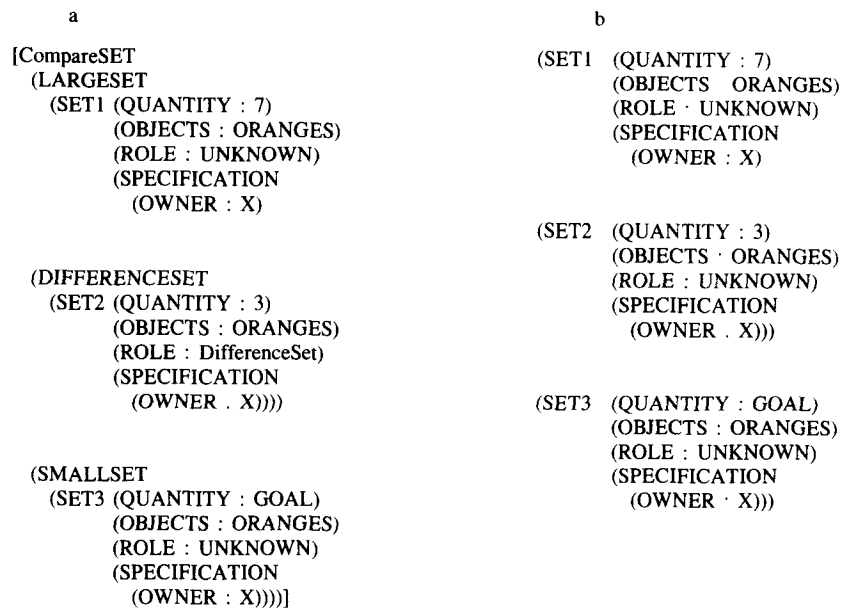 a
[CompareSET
(LARGESET
(SET1 (QUANTITY : 7)
(OBJECTS : ORANGES)
(ROLE : UNKNOWN)
(SPECIFICATION
(OWNER : X)
(DIFFERENCESET
(SET2 (QUANTITY : 3)
(OBJECTS : ORANGES)
(ROLE : DifferenceSet)
(SPECIFICATION
(OWNER . X))))
(SMALLSET
(SET3 (QUANTITY : GOAL)
(OBJECTS : ORANGES)
(ROLE : UNKNOWN)
(SPECIFICATION
(OWNER : X))))]
b
(SET1 (QUANTITY : 7)
(OBJECTS ORANGES)
(ROLE · UNKNOWN)
(SPECIFICATION
(OWNER : X)
(SET2 (QUANTITY : 3)
(OBJECTS · ORANGES)
(ROLE : UNKNOWN)
(SPECIFICATION
(OWNER . X)))
(SET3 (QUANTITY : GOAL)
(OBJECTS : ORANGES)
(ROLE : UNKNOWN)
(SPECIFICATION
(OWNER · X)))